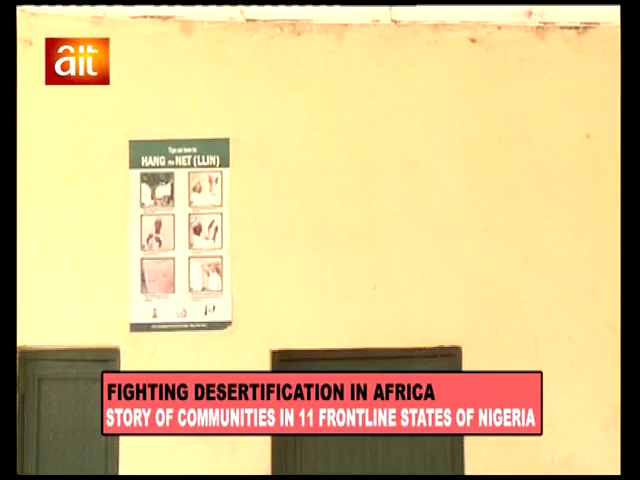 ait
Tips on how to
HANG the NET (LLIN)
FIGHTING DESERTIFICATION IN AFRICA
STORY OF COMMUNITIES IN 11 FRONTLINE STATES OF NIGERIA